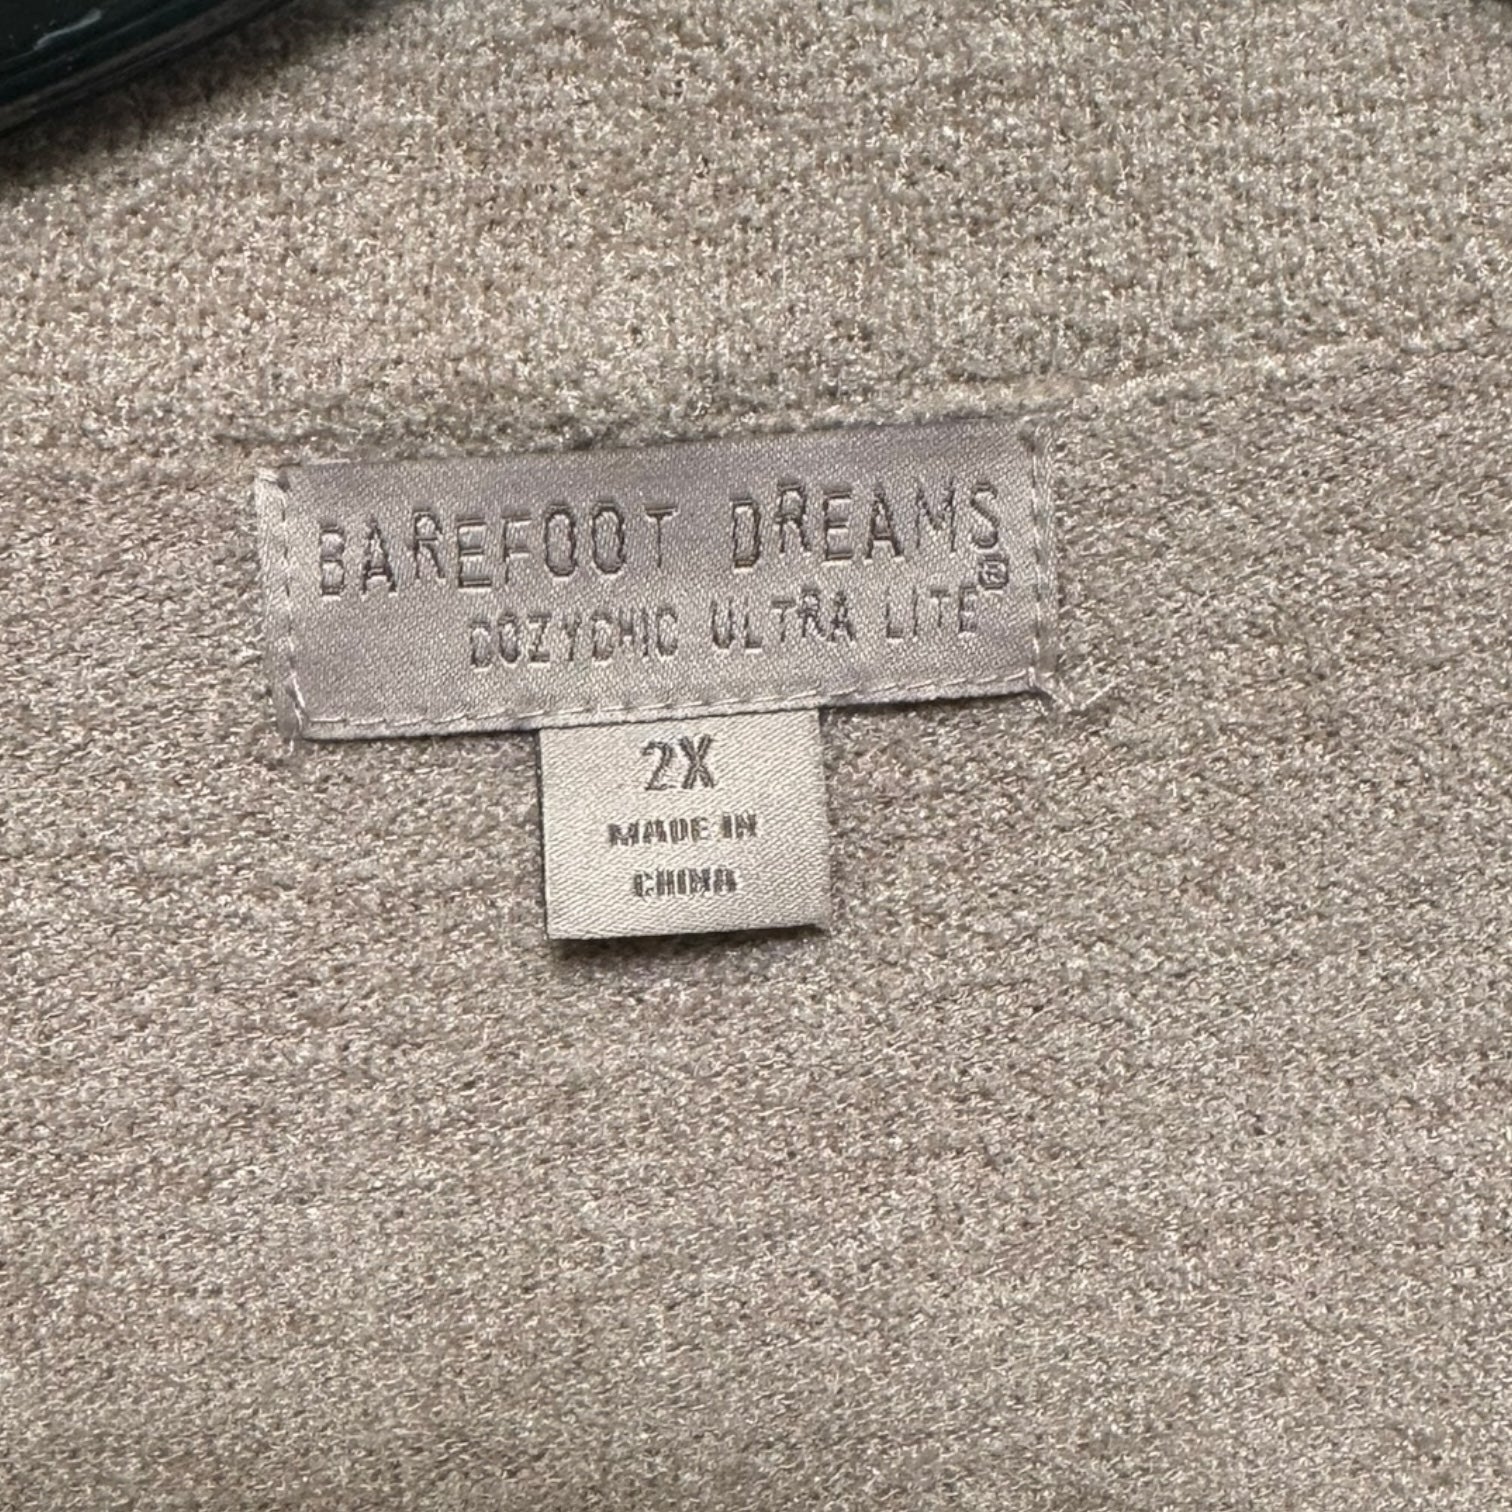 BAREFOOT DREAMS®
COZYCHIC ULTRA LITE
2X
MADE IN
CHINA